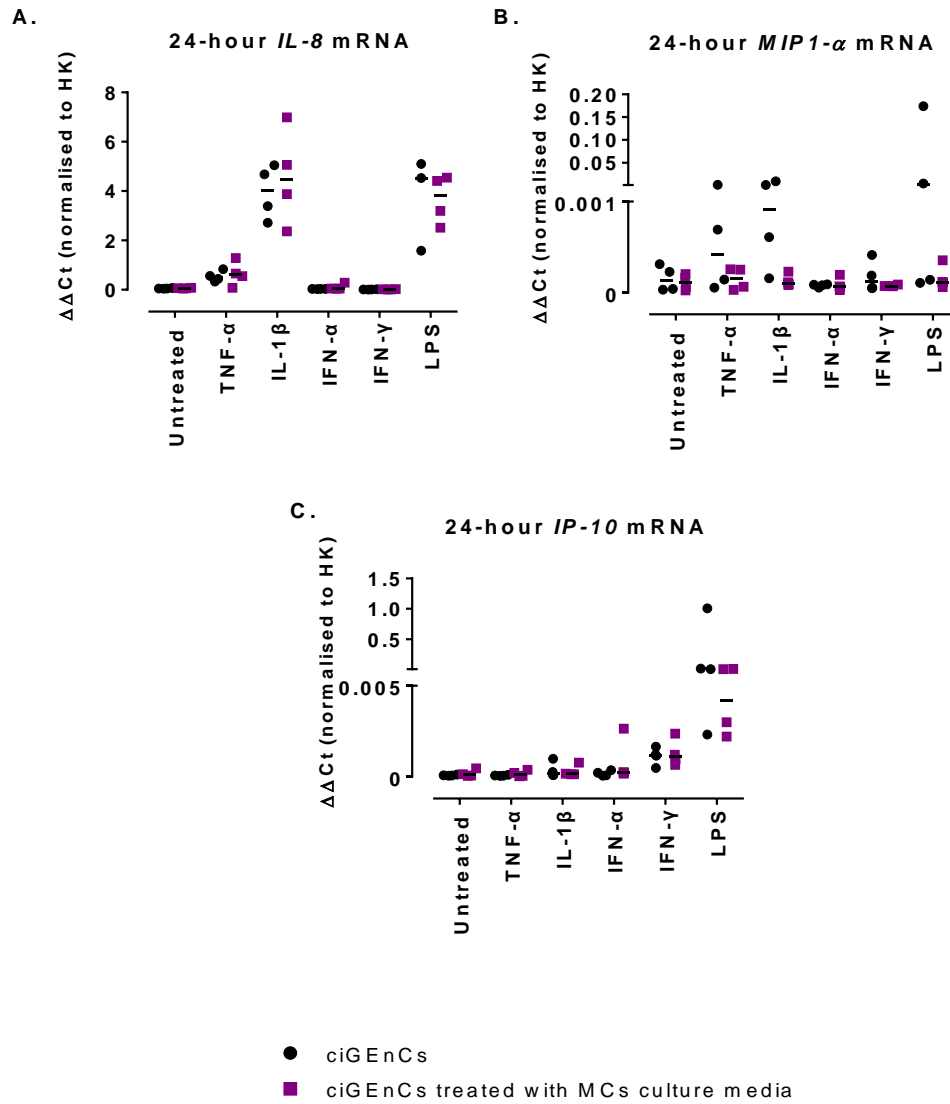 A.
24-hour IL-8 mRNA
ΔΔCt (normalised to HK)
8
6
4
2
0
Untreated
TNF-α
IL-1β
IFN-α
IFN-γ
LPS
B.
24-hour MIP1-α mRNA
ΔΔCt (normalised to HK)
0.20
0.15
0.10
0.05
0.001
0
Untreated
TNF-α
IL-1β
IFN-α
IFN-γ
LPS
C.
24-hour IP-10 mRNA
ΔΔCt (normalised to HK)
1.5
1.0
0.5
0.005
0
Untreated
TNF-α
IL-1β
IFN-α
IFN-γ
LPS
ciGEnCs
ciGEnCs treated with MCs culture media